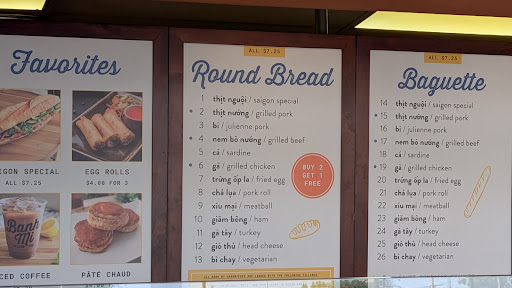 Favorites
EGON SPECIAL
ALL $7.25
EGG ROLLS
$4.00 FOR 3
Banh
Mi
CED COFFEE
PÂTÉ CHAUD
ALL $7.25
Round Bread
1 thịt nguội / saigon special
2 thịt nướng / grilled pork
3 bì / julienne pork
4 nem bò nướng / grilled beef
5 cá / sardine
6 gà / grilled chicken
7 trứng ốp la / fried egg
8 chả lụa / pork roll
9 xíu mại / meatball
10 giăm bông / ham
11 gà tây / turkey
12 giò thủ / head cheese
13 bì chay / vegetarian
BUY 2
GET 1
FREE
ALL $7.25
Baguette
14 thịt nguội / saigon special
15 thịt nướng / grilled pork
16 bì / julienne pork
17 nem bò nướng / grilled beef
18 cá / sardine
19 gà / grilled chicken
20 trứng ốp la / fried egg
21 chả lụa / pork roll
22 xíu mại / meatball
23 giăm bông / ham
24 gà tây / turkey
25 giò thủ / head cheese
26 bì chay / vegetarian